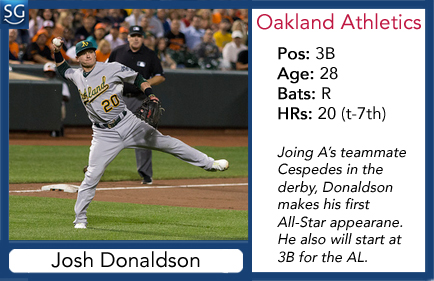 SG
Oakland Athletics
Pos: 3B
Age: 28
Bats: R
HRs: 20 (t-7th)
Joing A's teammate
Cespedes in the
derby, Donaldson
makes his first
All-Star appearane.
He also will start at
3B for the AL.
Oakland
20
Josh Donaldson